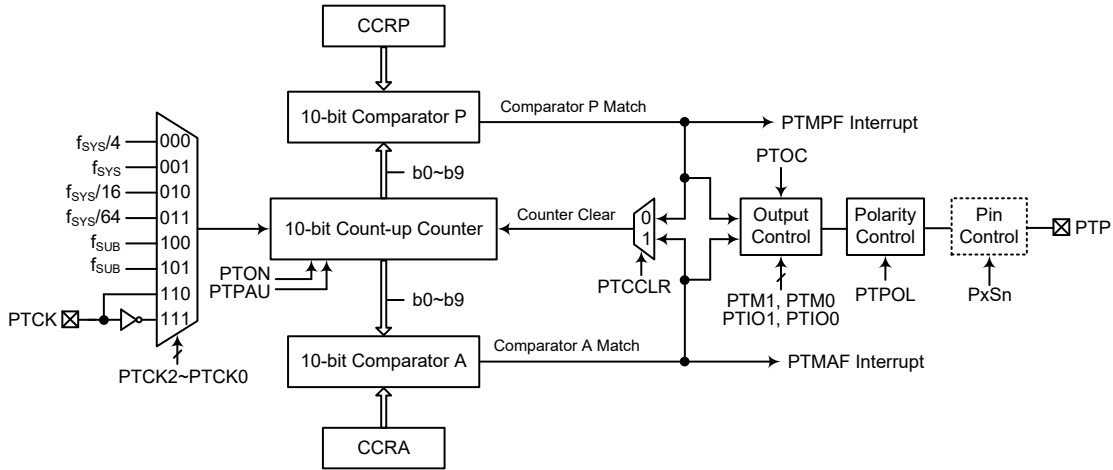 CCRP
10-bit Comparator P
Comparator P Match
PTMPF Interrupt
fSYS/4
000
fSYS
001
fSYS/16
010
fSYS/64
011
fSUB
100
fSUB
101
110
111
PTCK
PTCK2~PTCK0
b0~b9
10-bit Count-up Counter
PTON
PTPAU
Counter Clear
0
1
PTCCLR
PTOC
Output
Control
PTM1, PTM0
PTIO1, PTIO0
Polarity
Control
PTPOL
Pin
Control
PxSn
PTP
b0~b9
10-bit Comparator A
Comparator A Match
PTMAF Interrupt
CCRA